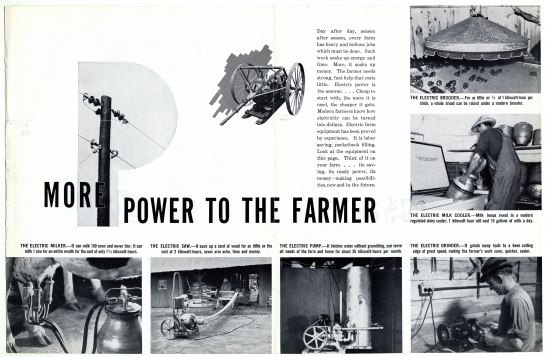 Day after day, season
after season, every farm
has heavy and tedious jobs
which must be done. Such
work soaks up energy and
time. More, it soaks up
money. The farmer needs
strong, fast help that costs
little. Electric power is
the answer. . . . Cheap to
start with, the more it is
used, the cheaper it gets.
Modern farmers know how
electricity can be turned
into dollars. Electric farm
equipment has been proved
by experience. It is labor
saving, pocketbook filling.
Look at the equipment on
this page. Think of it on
your farm . . . its sav-
ing, its ready power, its
money-making possibili-
ties, now and in the future.
MORE POWER TO THE FARMER
THE ELECTRIC BROODER.—For as little as ½ of 1 kilowatt-hour per
chick, a whole brood can be raised under a modern brooder.
THE ELECTRIC MILK COOLER.—Milk keeps sweet in a modern
regulated dairy cooler. 1 kilowatt-hour will cool 10 gallons of milk a day.
THE ELECTRIC MILKER.—It can milk 100 cows and never tire; it can
milk 1 cow for an entire month for the cost of only 1½ kilowatt-hours.
THE ELECTRIC SAW.—It saws up a cord of wood for as little as the
cost of 2 kilowatt-hours, saves arm ache, time and money.
THE ELECTRIC PUMP.—It fetches water without grumbling, can serve
all needs of the farm and home for about 35 kilowatt-hours per month.
THE ELECTRIC GRINDER.—It grinds many tools to a keen cutting
edge at great speed, making the farmer's work surer, quicker, easier.